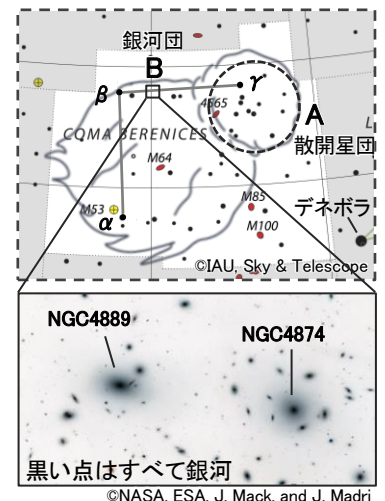 銀河団
B
β
γ
4565
A
COMA BERENICES
散開星団
L
M64
M85
デネボラ
M53
α
M100
©IAU, Sky & Telescope
NGC4889
NGC4874
黒い点はすべて銀河
©NASA, ESA, J. Mack, and J. Madri